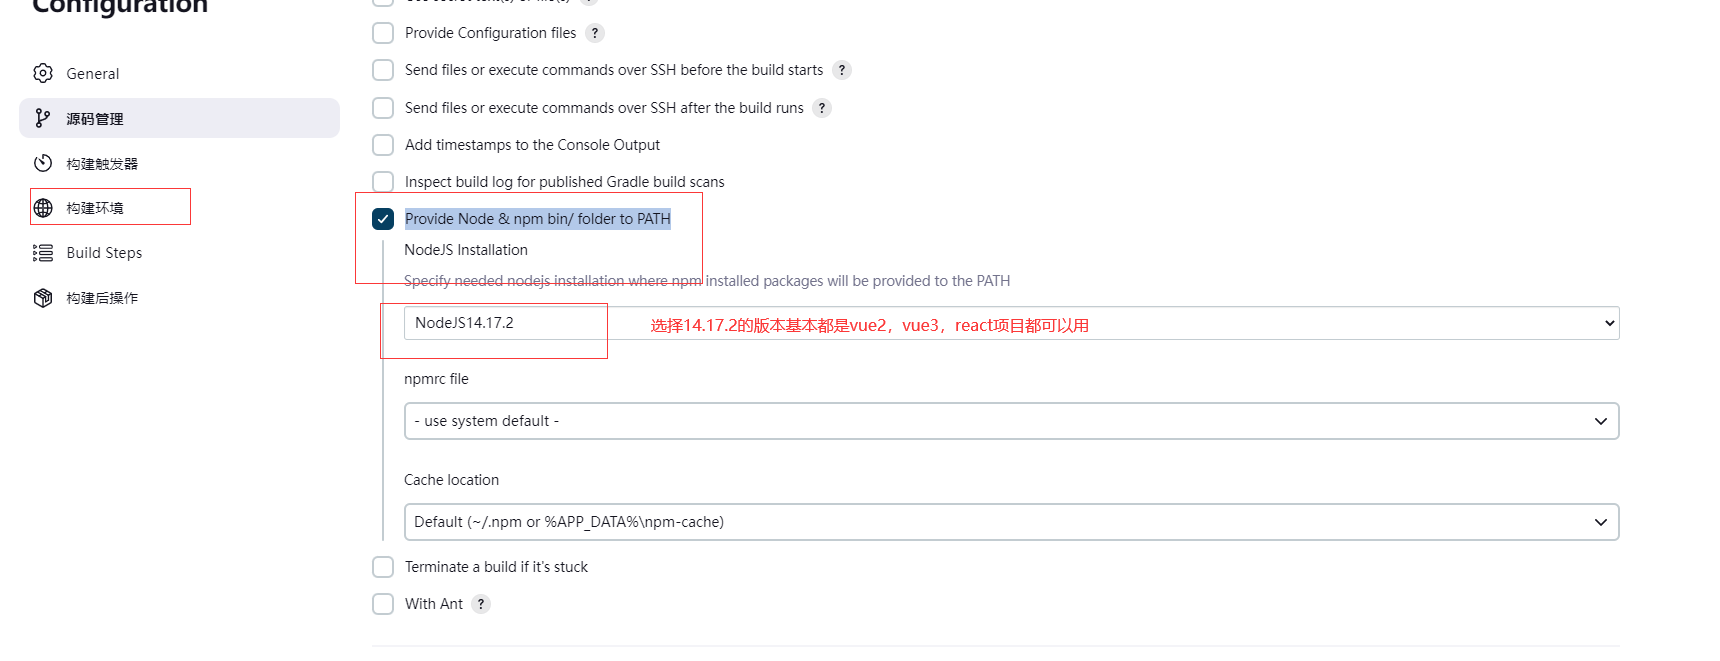 Configuration
General
源码管理
构建触发器
构建环境
Build Steps
构建后操作
Provide Configuration files ?
Send files or execute commands over SSH before the build starts ?
Send files or execute commands over SSH after the build runs ?
Add timestamps to the Console Output
Inspect build log for published Gradle build scans
Provide Node & npm bin/ folder to PATH
NodeJS Installation
Specify needed nodejs installation where npm installed packages will be provided to the PATH
NodeJS14.17.2
选择14.17.2的版本基本都是vue2，vue3，react项目都可以用
npmrc file
- use system default -
Cache location
Default (~/.npm or %APP_DATA%\npm-cache)
Terminate a build if it's stuck
With Ant ?